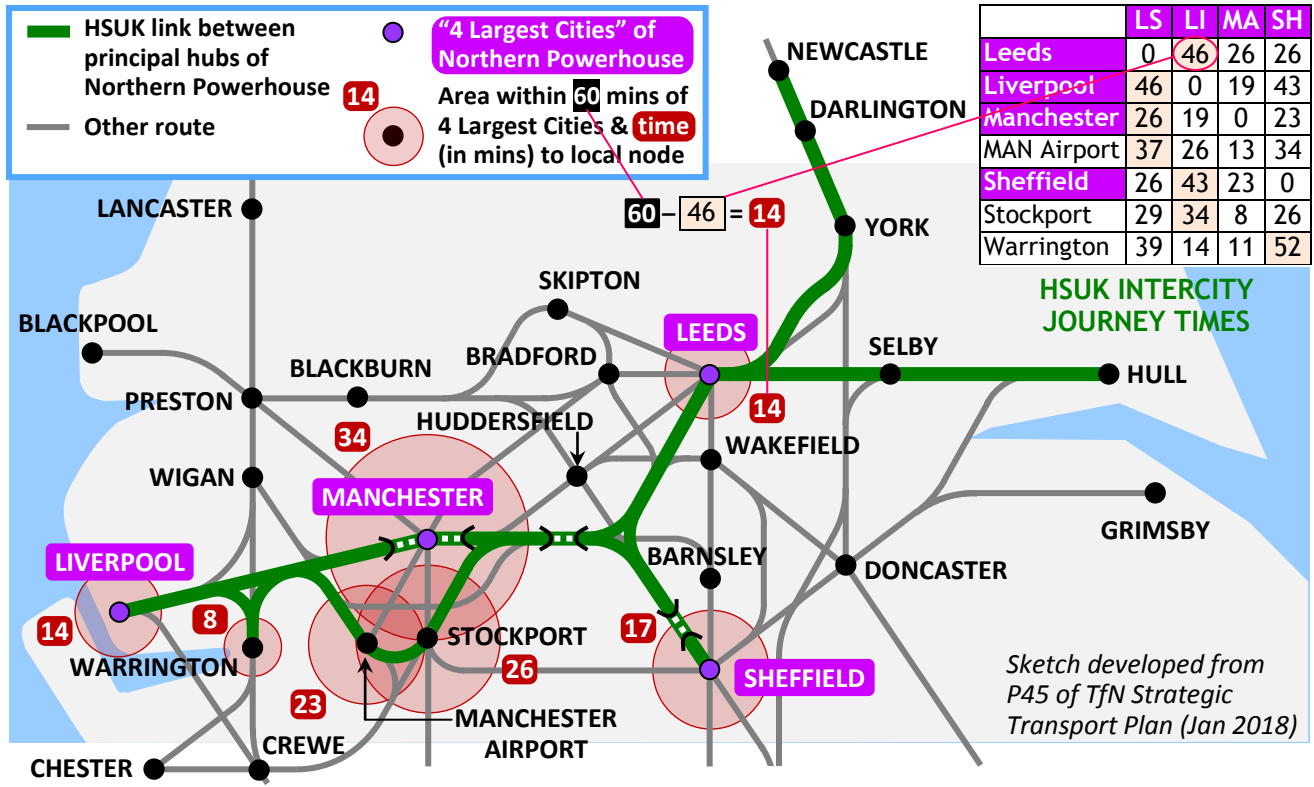 HSUK link between
principal hubs of
Northern Powerhouse
Other route
14
“4 Largest Cities” of
Northern Powerhouse
Area within 60 mins of
4 Largest Cities & time
(in mins) to local node
LS LI MA SH
Leeds 0 46 26 26
Liverpool 46 0 19 43
Manchester 26 19 0 23
MAN Airport 37 26 13 34
Sheffield 26 43 23 0
Stockport 29 34 8 26
Warrington 39 14 11 52
HSUK INTERCITY
JOURNEY TIMES
60 – 46 = 14
NEWCASTLE
DARLINGTON
LANCASTER
YORK
SKIPTON
BLACKPOOL
LEEDS
BRADFORD
SELBY
BLACKBURN
HULL
PRESTON
14
HUDDERSFIELD
34
WAKEFIELD
WIGAN
MANCHESTER
GRIMSBY
LIVERPOOL
BARNSLEY
DONCASTER
14
8
17
STOCKPORT
WARRINGTON
26
SHEFFIELD
23
MANCHESTER
AIRPORT
CREWE
CHESTER
Sketch developed from
P45 of TfN Strategic
Transport Plan (Jan 2018)